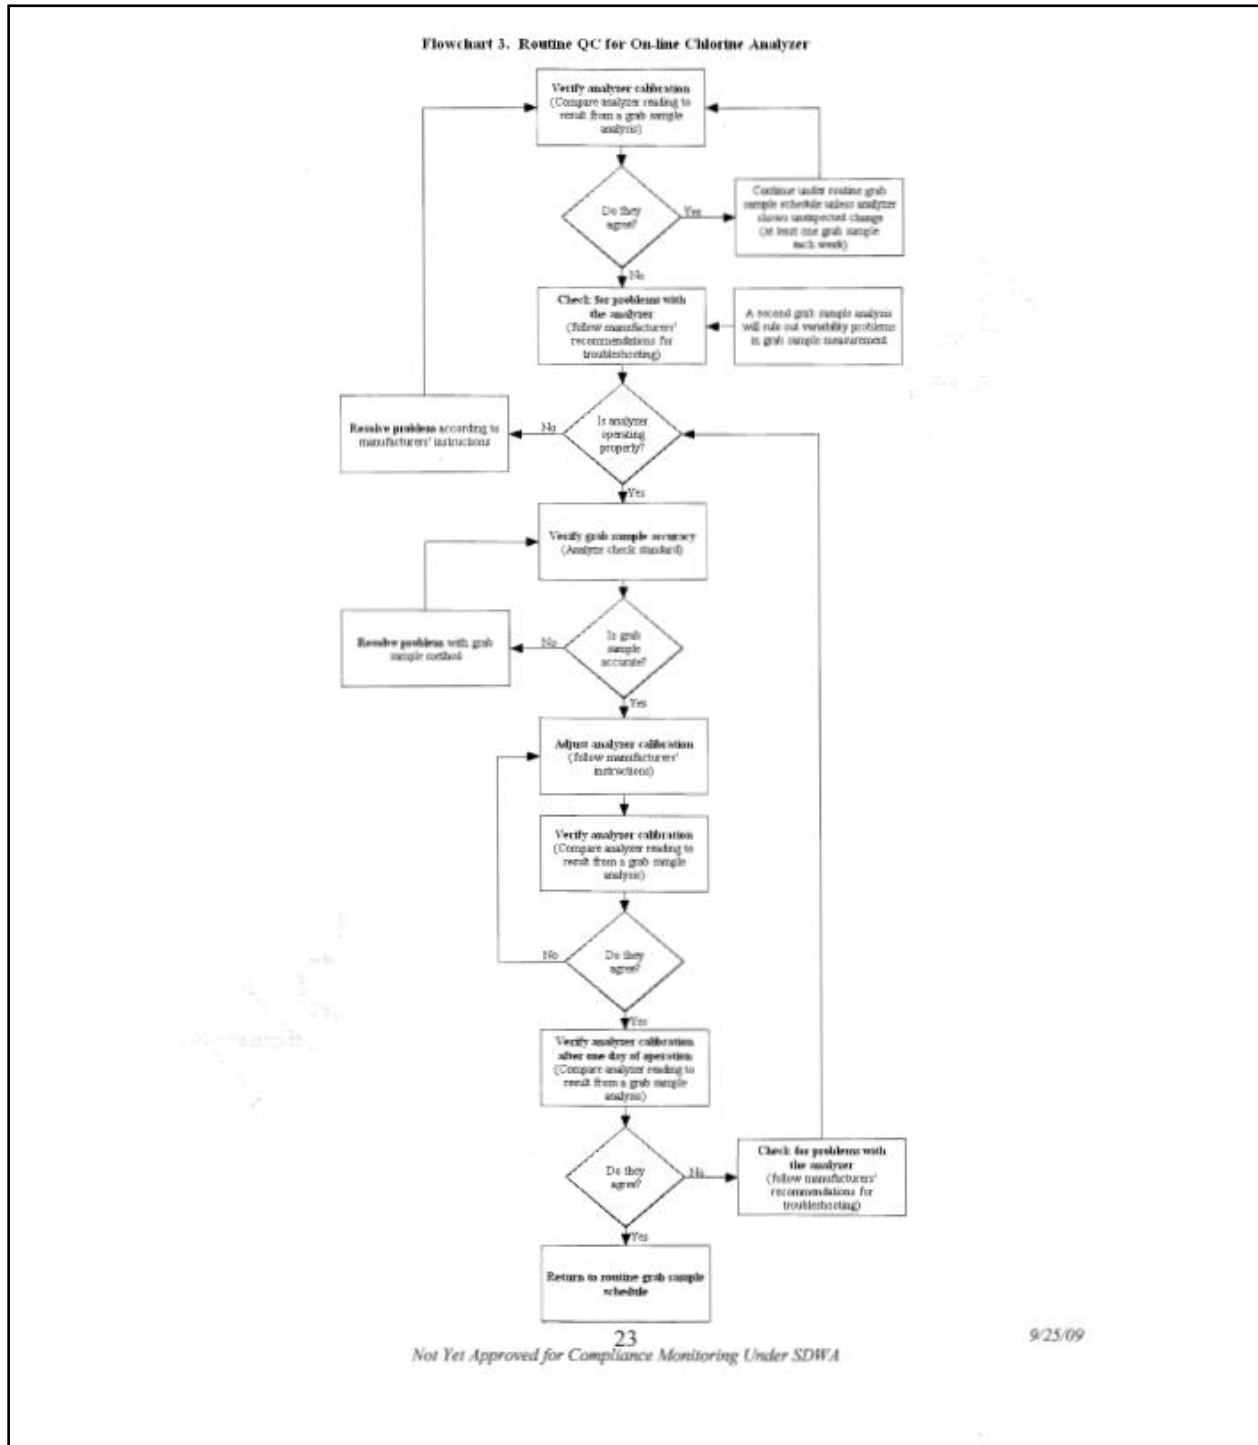 Flowchart 3. Routine QC for On-line Chlorine Analyzer
Verify analyzer calibration
(Compare analyzer reading to
result from a grab sample
analysis)
Do they
agree?
Yes
Continue under routine grab
sample schedule unless analyzer
shows unexpected change
(at least one grab sample
each week)
No
Check for problems with
the analyzer
(follow manufacturers'
recommendations for
troubleshooting)
A second grab sample analysis
will rule out variability problems
in grab sample measurement
Is analyzer
operating
properly?
No
Resolve problem according to
manufacturers' instructions
Yes
Verify grab sample accuracy
(Analyze check standard)
Is grab
sample
accurate?
No
Resolve problem with grab
sample method
Yes
Adjust analyzer calibration
(follow manufacturers'
instructions)
Verify analyzer calibration
(Compare analyzer reading to
result from a grab sample
analysis)
Do they
agree?
No
Yes
Verify analyzer calibration
after one day of operation
(Compare analyzer reading to
result from a grab sample
analysis)
Do they
agree?
No
Check for problems with
the analyzer
(follow manufacturers'
recommendations for
troubleshooting)
Yes
Return to routine grab sample
schedule
23
Not Yet Approved for Compliance Monitoring Under SDWA
9/25/09